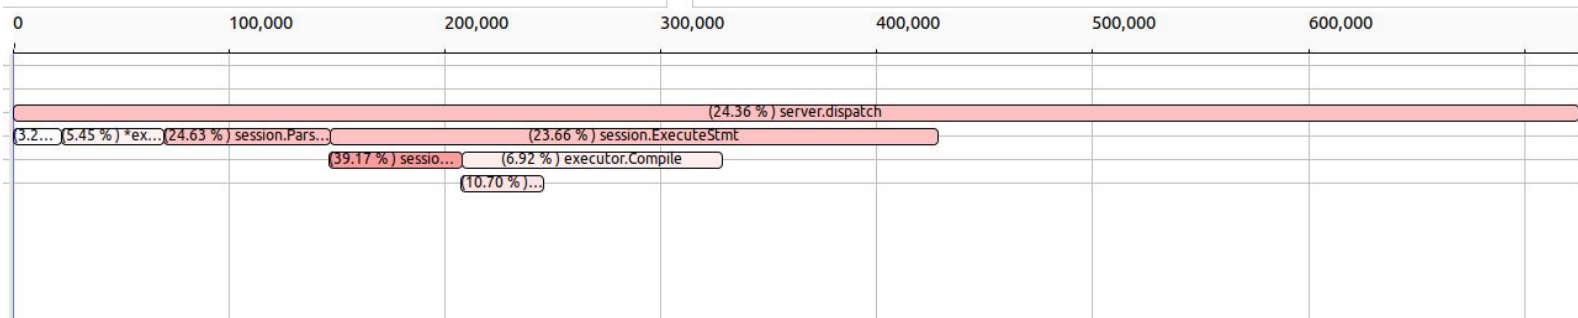 0 100,000 200,000 300,000 400,000 500,000 600,000
(24.36 % ) server.dispatch
(3.2... (5.45 % ) *ex... (24.63 % ) session.Pars... (23.66 % ) session.ExecuteStmt
(39.17 % ) sessio... (6.92 % ) executor.Compile
(10.70 % )...